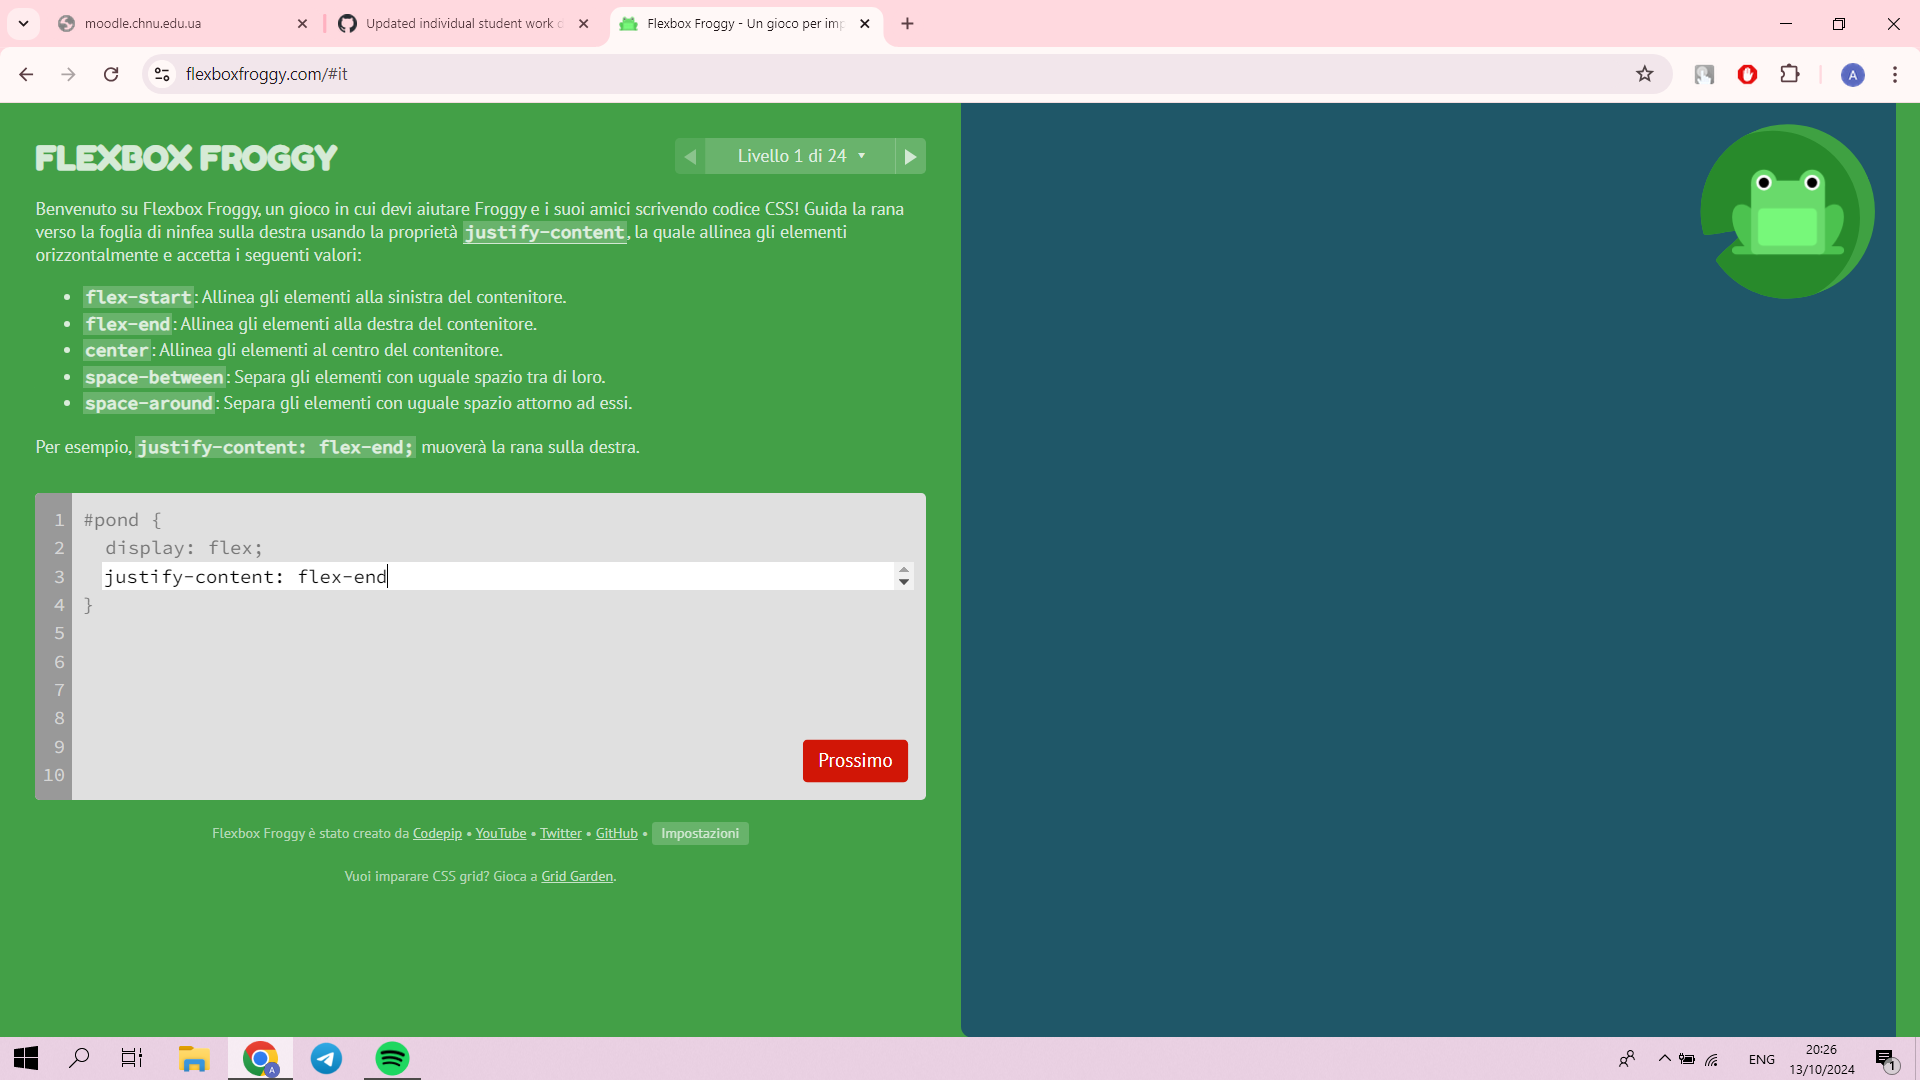 moodle.chnu.edu.ua
Updated individual student work d
Flexbox Froggy - Un gioco per imp
flexboxfroggy.com/#it
A
FLEXBOX FROGGY
Livello 1 di 24
Benvenuto su Flexbox Froggy, un gioco in cui devi aiutare Froggy e i suoi amici scrivendo codice CSS! Guida la rana
verso la foglia di ninfea sulla destra usando la proprietà justify-content, la quale allinea gli elementi
orizzontalmente e accetta i seguenti valori:
• flex-start: Allinea gli elementi alla sinistra del contenitore.
• flex-end: Allinea gli elementi alla destra del contenitore.
• center: Allinea gli elementi al centro del contenitore.
• space-between: Separa gli elementi con uguale spazio tra di loro.
• space-around: Separa gli elementi con uguale spazio attorno ad essi.
Per esempio, justify-content: flex-end; muoverà la rana sulla destra.
1 #pond {
2 display: flex;
3 justify-content: flex-end
4 }
5
6
7
8
9
10
Prossimo
Flexbox Froggy è stato creato da Codepip • YouTube • Twitter • GitHub • Impostazioni
Vuoi imparare CSS grid? Gioca a Grid Garden.
A
ENG
20:26
13/10/2024
1